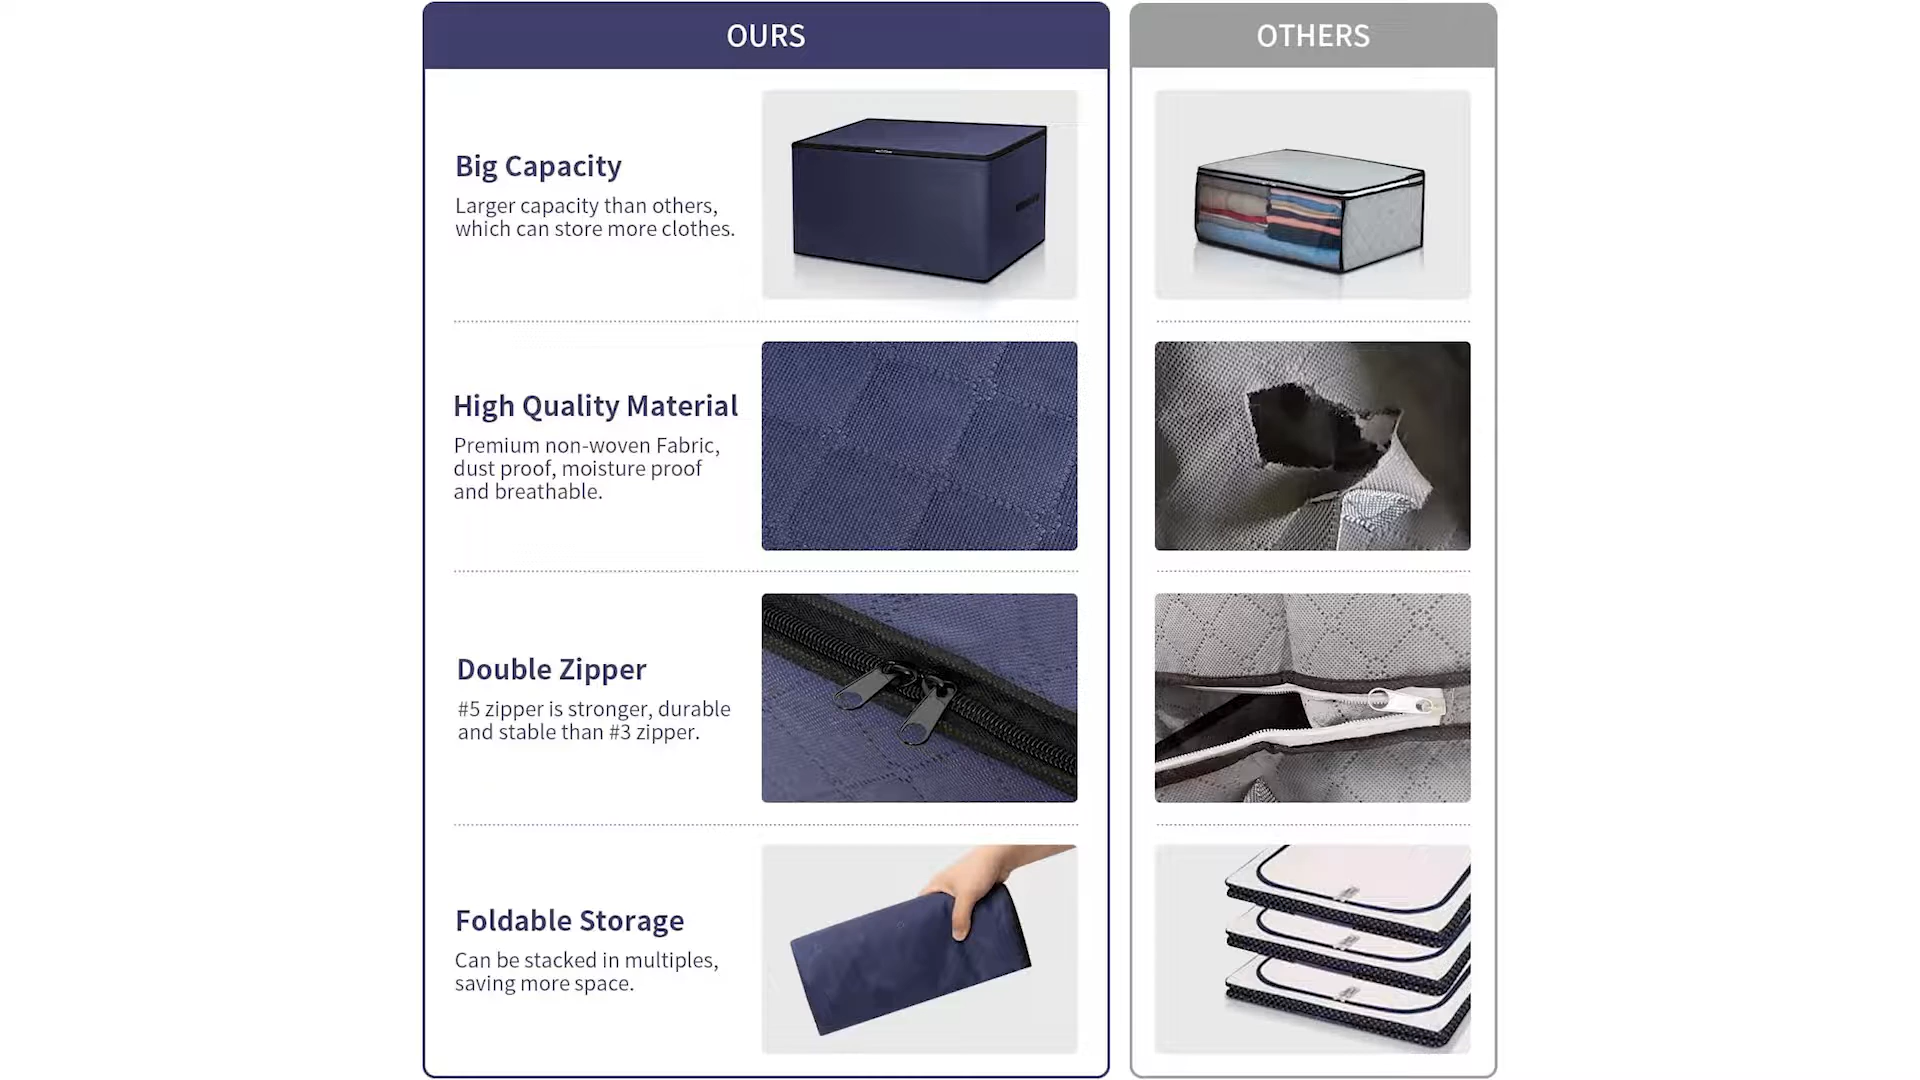 OURS
OTHERS
Big Capacity
Larger capacity than others,
which can store more clothes.
High Quality Material
Premium non-woven Fabric,
dust proof, moisture proof
and breathable.
Double Zipper
#5 zipper is stronger, durable
and stable than #3 zipper.
Foldable Storage
Can be stacked in multiples,
saving more space.